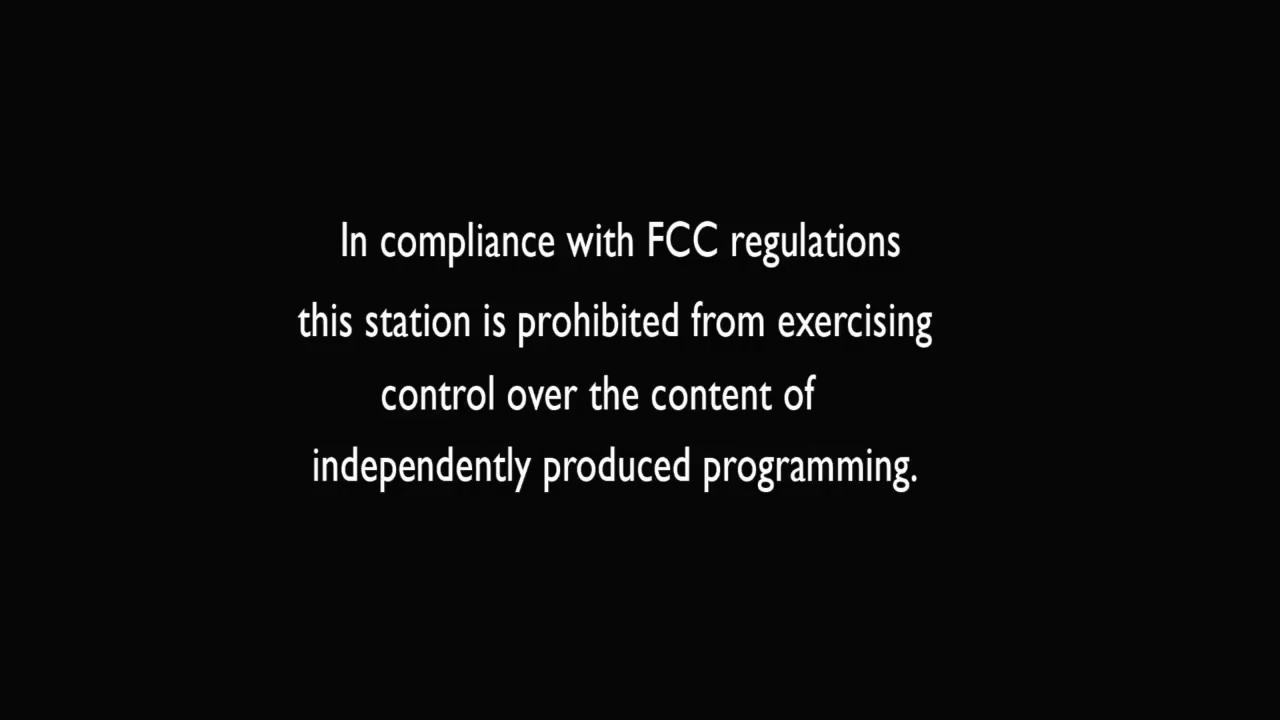 In compliance with FCC regulations
this station is prohibited from exercising
control over the content of
independently produced programming.